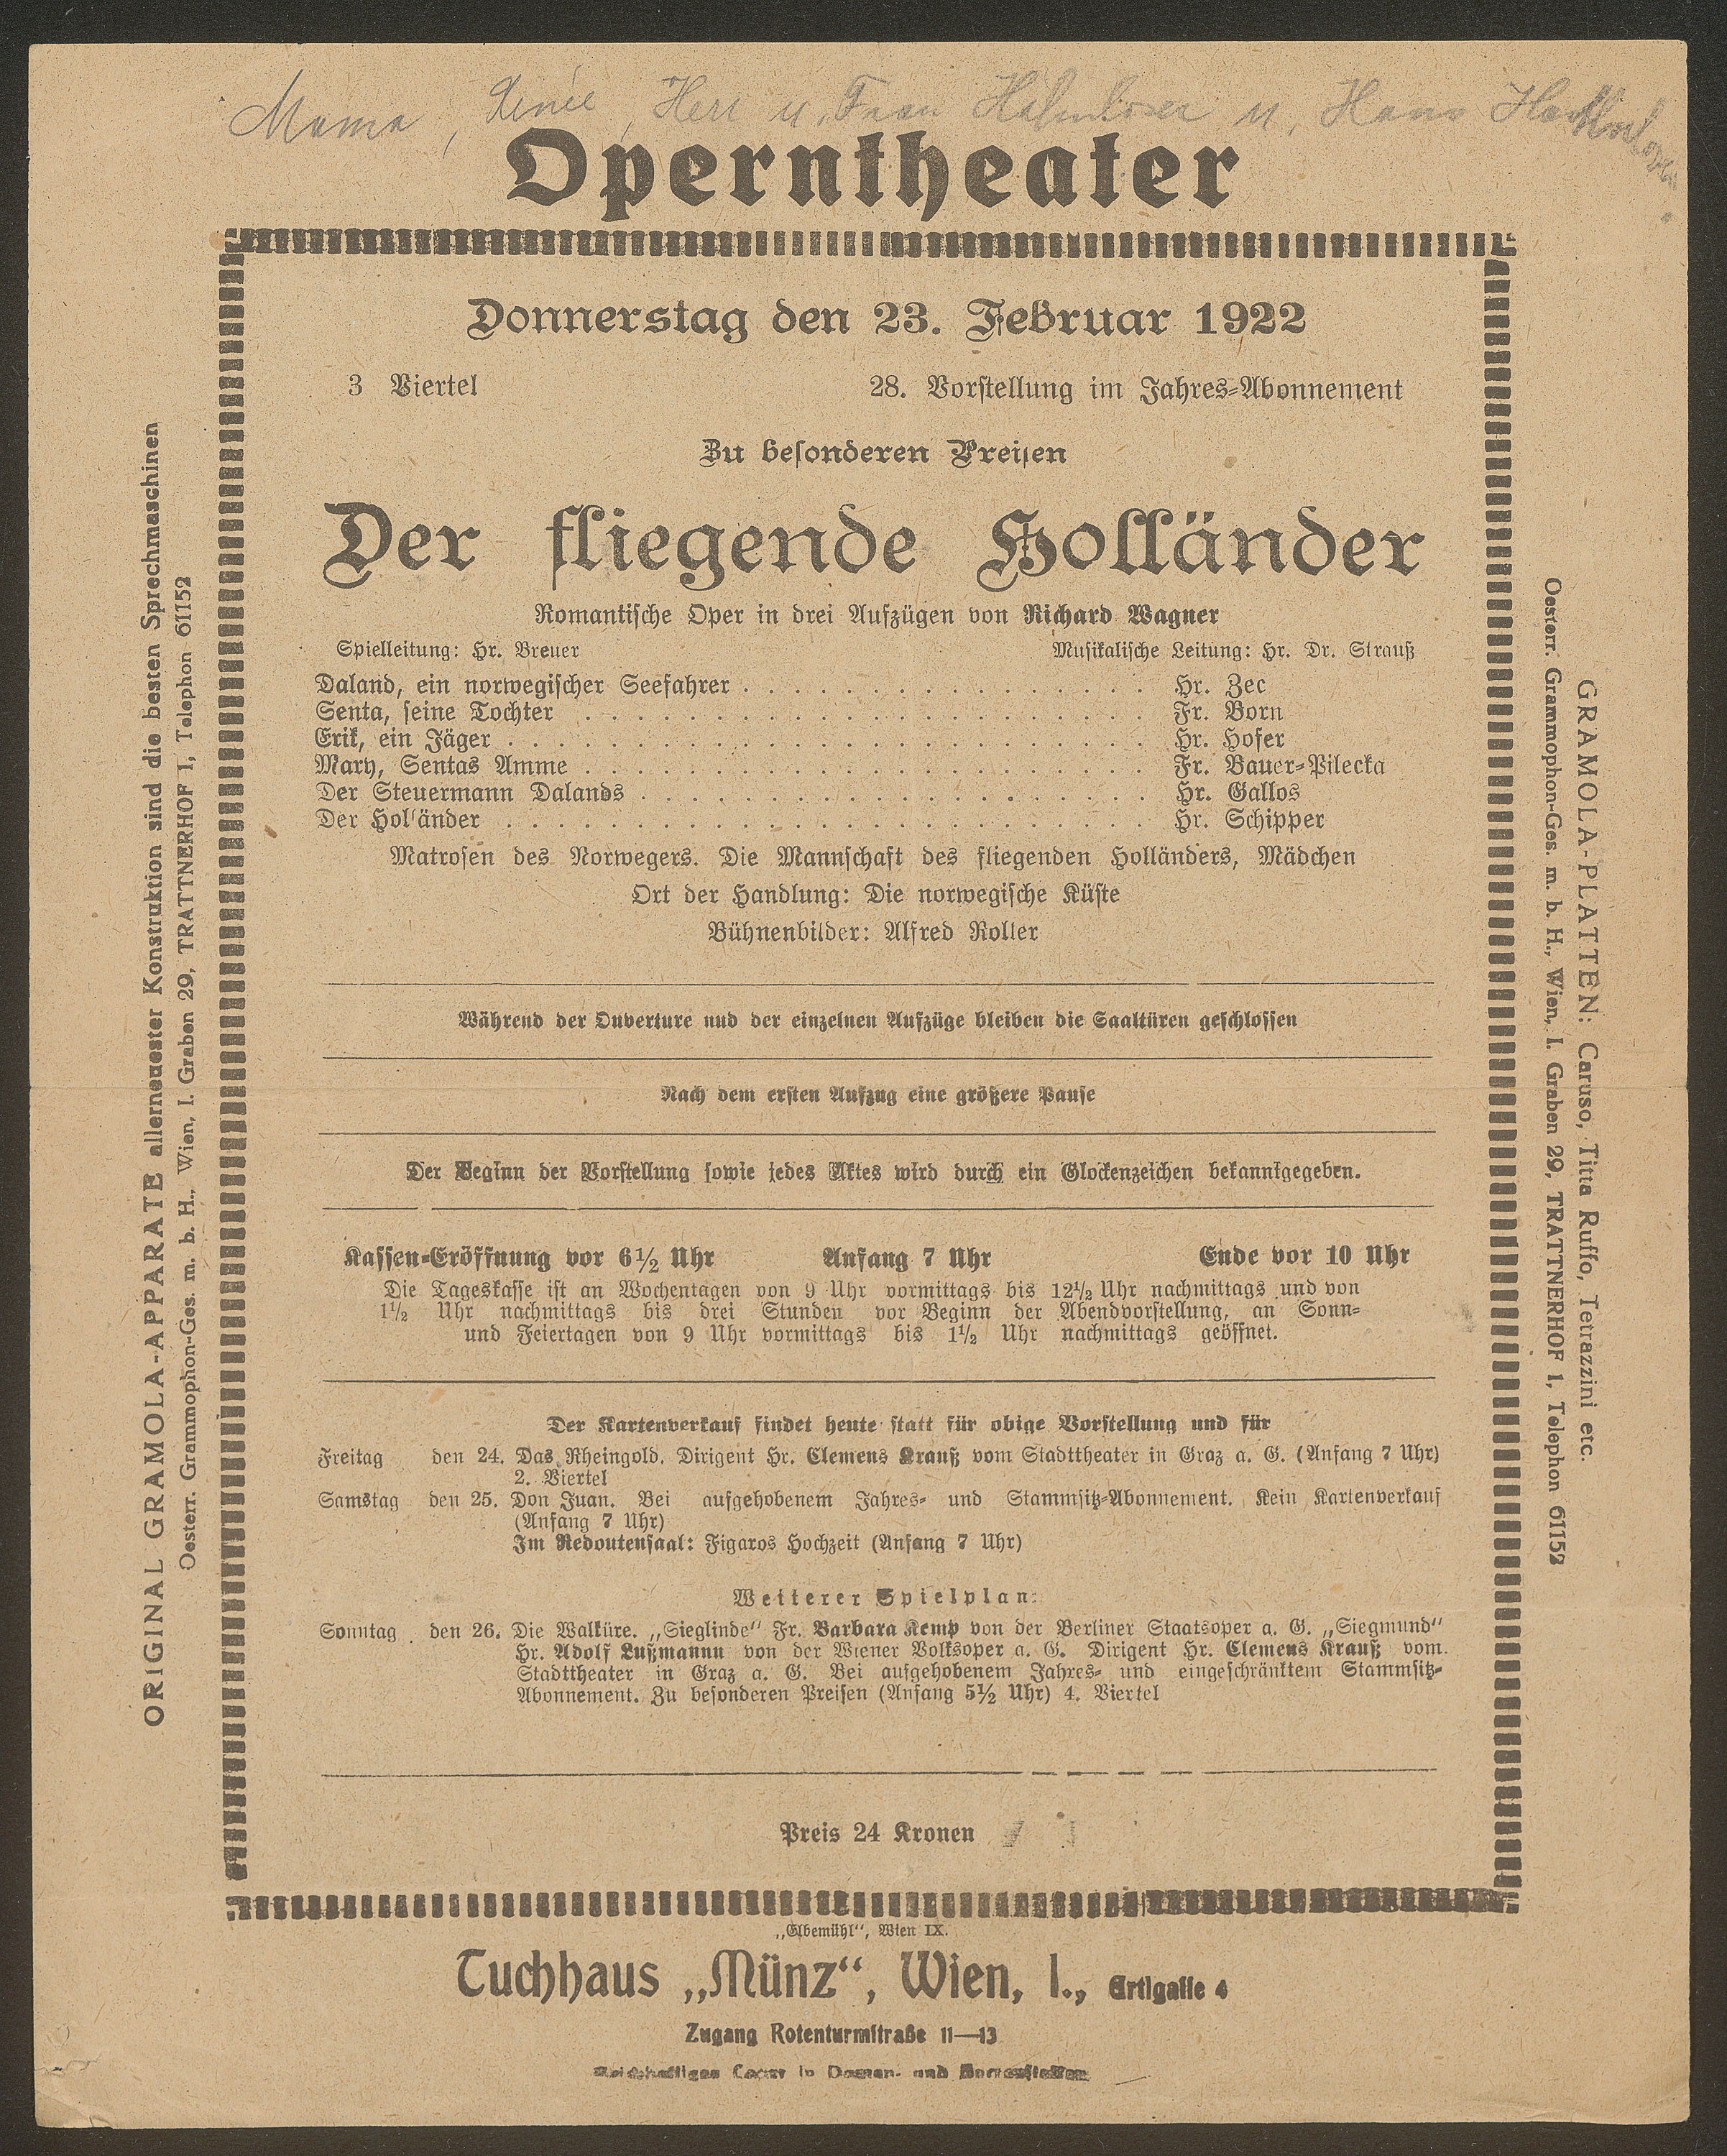 Mama, Renée, Herr u. Frau u. Hans
Operntheater
Donnerstag den 23. Februar 1922
3 Viertel 28. Vorstellung im Jahres-Abonnement
Zu besonderen Preisen
Der fliegende Holländer
Romantische Oper in drei Aufzügen von Richard Wagner
Spielleitung: Hr. Breuer Musikalische Leitung: Hr. Dr. Strauß
Daland, ein norwegischer Seefahrer . . . . . . . . . . . . . . . . Hr. Zec
Senta, seine Tochter . . . . . . . . . . . . . . . . . . . . . . Fr. Born
Erik, ein Jäger . . . . . . . . . . . . . . . . . . . . . . . . . Hr. Hofer
Mary, Sentas Amme . . . . . . . . . . . . . . . . . . . . . . Fr. Bauer-Pilecka
Der Steuermann Dalands . . . . . . . . . . . . . . . . . . . . Hr. Gallos
Der Holländer . . . . . . . . . . . . . . . . . . . . . . . . . Hr. Schipper
Matrosen des Norwegers. Die Mannschaft des fliegenden Holländers, Mädchen
Ort der Handlung: Die norwegische Küste
Bühnenbilder: Alfred Roller
Während der Ouverture nud der einzelnen Aufzüge bleiben die Saaltüren geschlossen
Nach dem ersten Aufzug eine größere Pause
Der Beginn der Vorstellung sowie jedes Aktes wird durch ein Glockenzeichen bekanntgegeben.
Kassen-Eröffnung vor 6½ Uhr Anfang 7 Uhr Ende vor 10 Uhr
Die Tageskasse ist an Wochentagen von 9 Uhr vormittags bis 12½ Uhr nachmittags und von
1½ Uhr nachmittags bis drei Stunden vor Beginn der Abendvorstellung, an Sonn-
und Feiertagen von 9 Uhr vormittags bis 1½ Uhr nachmittags geöffnet.
Der Kartenverkauf findet heute statt für obige Vorstellung und für
Freitag den 24. Das Rheingold. Dirigent Hr. Clemens Krauß vom Stadttheater in Graz a. G. (Anfang 7 Uhr)
2. Viertel
Samstag den 25. Don Juan. Bei aufgehobenem Jahres- und Stammsitz-Abonnement. Kein Kartenverkauf
(Anfang 7 Uhr)
Im Redoutensaal: Figaros Hochzeit (Anfang 7 Uhr)
Weiterer Spielplan:
Sonntag den 26. Die Walküre. „Sieglinde“ Fr. Barbara Kemp von der Berliner Staatsoper a. G. „Siegmund“
Hr. Adolf Lußmannn von der Wiener Volksoper a. G. Dirigent Hr. Clemens Krauß vom
Stadttheater in Graz a. G. Bei aufgehobenem Jahres- und eingeschränktem Stammsitz-
Abonnement. Zu besonderen Preisen (Anfang 5½ Uhr) 4. Viertel
Preis 24 Kronen
„Elbemühl“, Wien IX.
Tuchhaus „Münz“, Wien, I., Ertlgasse 4
Zugang Rotenturmstraße 11—13
Reichhaltiges Lager in Damen- und Herrenstoffen
ORIGINAL GRAMOLA-APPARATE allerneuester Konstruktion sind die besten Sprechmaschinen
Oesterr. Grammophon-Ges. m. b. H., Wien, I. Graben 29, TRATTNERHOF 1, Telephon 61152
GRAMOLA-PLATTEN: Caruso, Titta Ruffo, Tetrazzini etc.
Oesterr. Grammophon-Ges. m. b. H., Wien, I. Graben 29, TRATTNERHOF 1, Telephon 61152